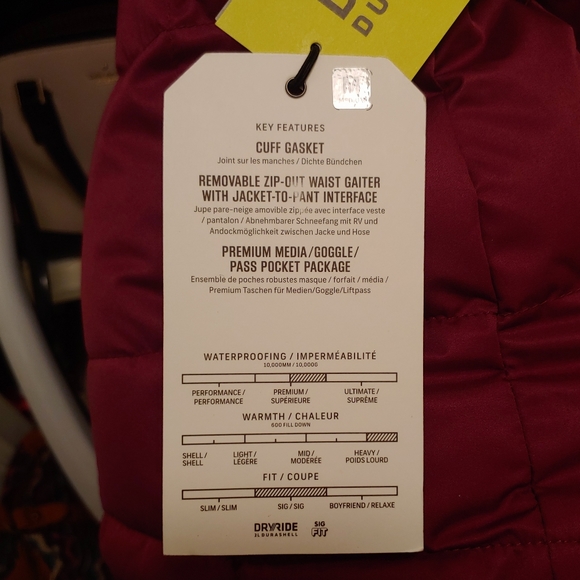 DU
KEY FEATURES
CUFF GASKET
Joint sur les manches / Dichte Bündchen
REMOVABLE ZIP-OUT WAIST GAITER
WITH JACKET-TO-PANT INTERFACE
Jupe pare-neige amovible zippée avec interface veste
/ pantalon / Abnehmbarer Schneefang mit RV und
Andockmöglichkeit zwischen Jacke und Hose
PREMIUM MEDIA/GOGGLE/
PASS POCKET PACKAGE
Ensemble de poches robustes masque / forfait / média /
Premium Taschen für Medien/Goggle/Liftpass
WATERPROOFING / IMPERMÉABILITÉ
10,000MM / 10,000G
PERFORMANCE / PREMIUM / ULTIMATE /
PERFORMANCE SUPÉRIEURE SUPRÊME
WARMTH / CHALEUR
600 FILL DOWN
SHELL / LIGHT / MID / HEAVY /
SHELL LÉGÈRE MODÉRÉE POIDS LOURD
FIT / COUPE
SLIM / SLIM SIG / SIG BOYFRIEND / RELAXE
DRYRIDE SIG
2L DURASHELL FIT